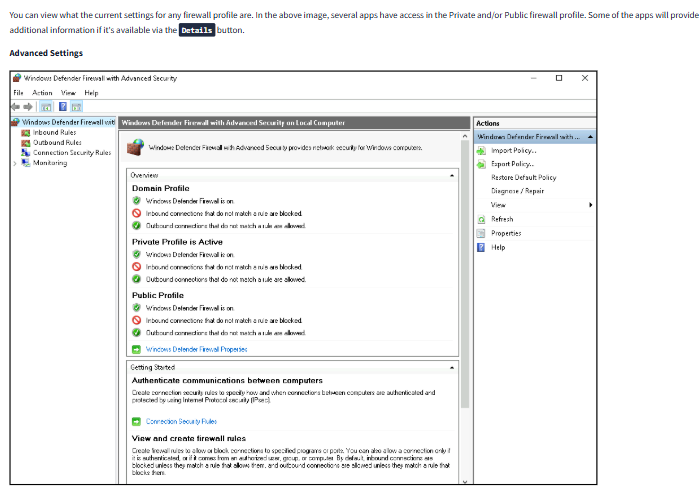 You can view what the current settings for any firewall profile are. In the above image, several apps have access in the Private and/or Public firewall profile. Some of the apps will provide
additional information if it's available via the Details button.
Advanced Settings
Windows Defender Firewall with Advanced Security
File Action View Help
Windows Defender Firewall wit
Inbound Rules
Outbound Rules
Connection Security Rules
Monitoring
Windows Defender Firewall with Advanced Security on Local Computer
Windows Defender Firewall with Advanced Security provides network security for Windows computers.
Overview
Domain Profile
Windows Defender Firewall is on.
Inbound connections that do not match a rule are blocked.
Outbound connections that do not match a rule are allowed.
Private Profile is Active
Windows Defender Firewall is on.
Inbound connections that do not match a rule are blocked.
Outbound connections that do not match a rule are allowed.
Public Profile
Windows Defender Firewall is on.
Inbound connections that do not match a rule are blocked.
Outbound connections that do not match a rule are allowed.
Windows Defender Firewall Properties
Getting Started
Authenticate communications between computers
Create connection security rules to specify how and when connections between computers are authenticated and
protected by using Internet Protocol security (IPsec).
Connection Security Rules
View and create firewall rules
Create firewall rules to allow or block connections to specified programs or ports. You can also allow a connection only if
it is authenticated, or if it comes from an authorized user, group, or computer. By default, inbound connections are
blocked unless they match a rule that allows them, and outbound connections are allowed unless they match a rule that
blocks them.
Actions
Windows Defender Firewall with ...
Import Policy...
Export Policy...
Restore Default Policy
Diagnose / Repair
View
Refresh
Properties
Help